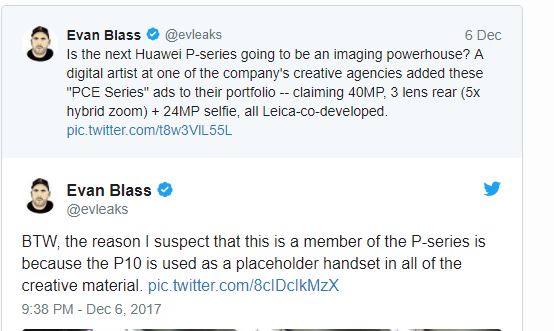 Evan Blass @evleaks 6 Dec
Is the next Huawei P-series going to be an imaging powerhouse? A
digital artist at one of the company's creative agencies added these
"PCE Series" ads to their portfolio -- claiming 40MP, 3 lens rear (5x
hybrid zoom) + 24MP selfie, all Leica-co-developed.
pic.twitter.com/t8w3VlL55L
Evan Blass
@evleaks
BTW, the reason I suspect that this is a member of the P-series is
because the P10 is used as a placeholder handset in all of the
creative material. pic.twitter.com/8clDclkMzX
9:38 PM - Dec 6, 2017